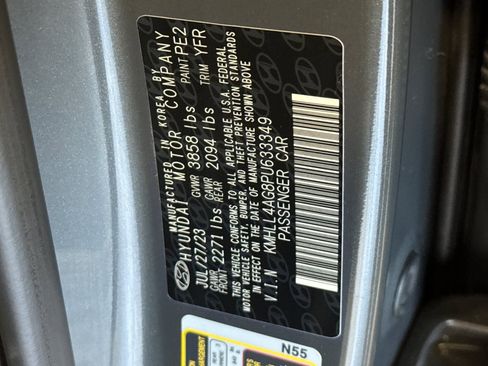 MANUFACTURED IN KOREA BY
HYUNDAI MOTOR COMPANY
JUL/27/23 GVWR 3858 lbs PAINT PE2
GAWR FRONT 2271 lbs GAWR REAR 2094 lbs TRIM YFR
THIS VEHICLE CONFORMS TO ALL APPLICABLE U.S.A. FEDERAL
MOTOR VEHICLE SAFETY, BUMPER, AND THEFT PREVENTION STANDARDS
IN EFFECT ON THE DATE OF MANUFACTURE SHOWN ABOVE.
V.I.N KMHLL4AG8PU633349
PASSENGER CAR
N55